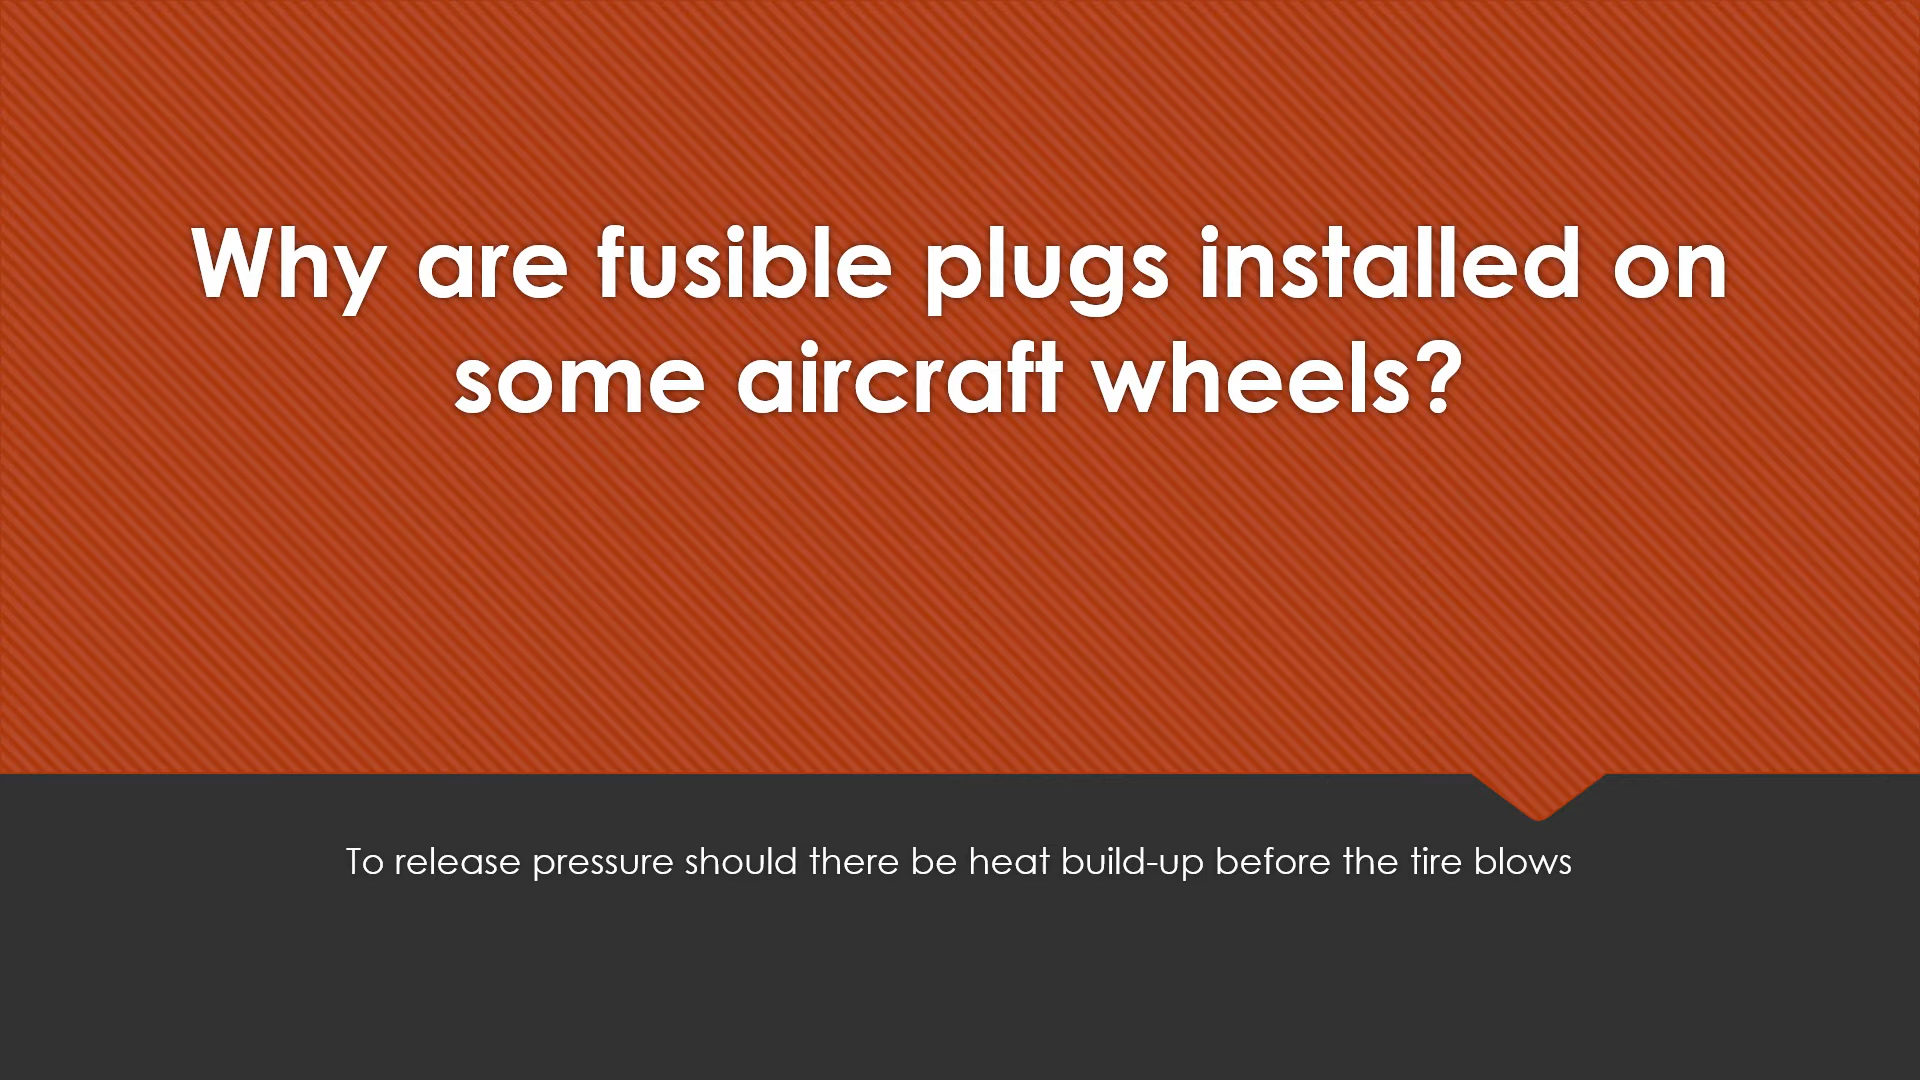 Why are fusible plugs installed on
some aircraft wheels?
To release pressure should there be heat build-up before the tire blows